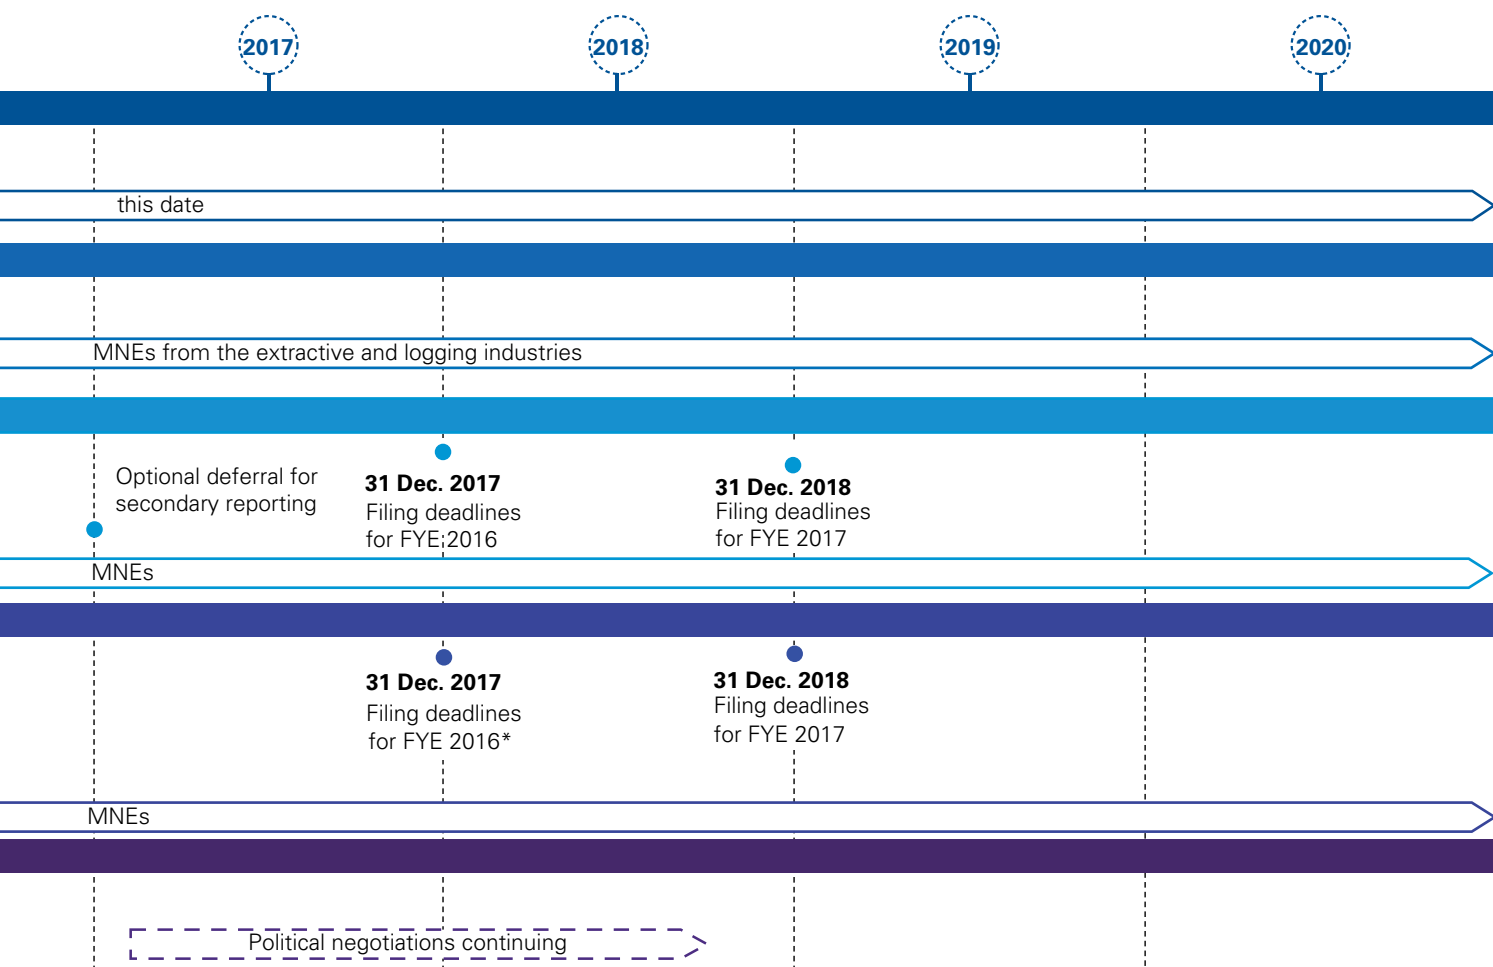 2017
2018
2019
2020
this date
MNEs from the extractive and logging industries
Optional deferral for
secondary reporting
31 Dec. 2017
Filing deadlines
for FYE 2016
31 Dec. 2018
Filing deadlines
for FYE 2017
MNEs
31 Dec. 2017
Filing deadlines
for FYE 2016*
31 Dec. 2018
Filing deadlines
for FYE 2017
MNEs
Political negotiations continuing